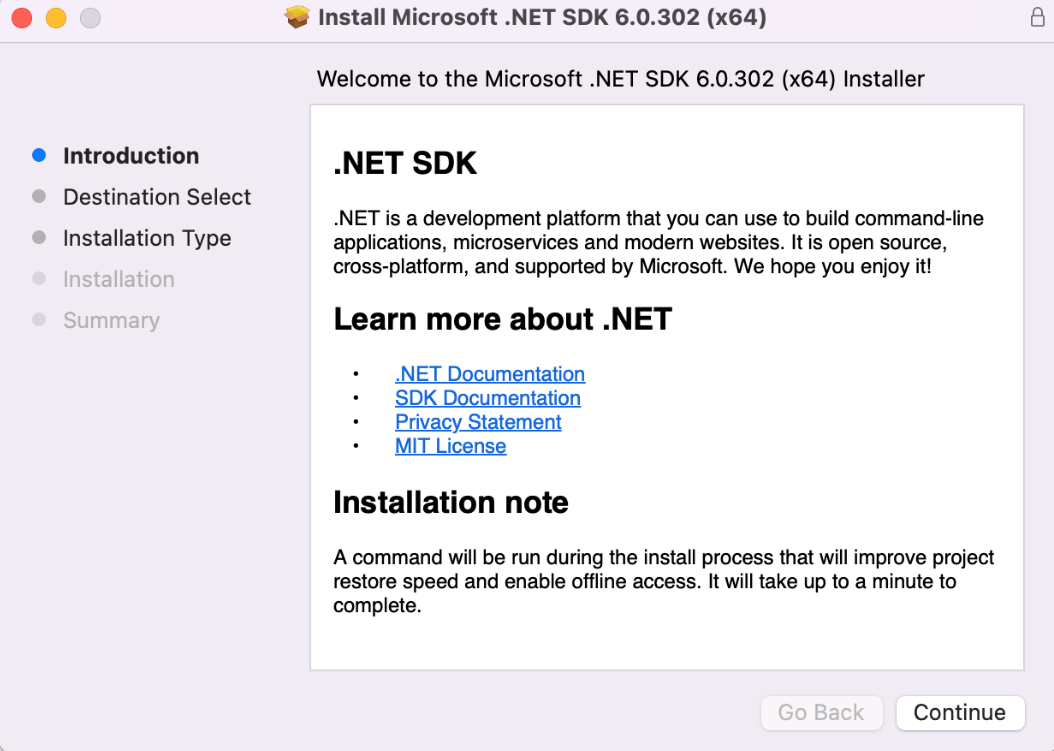 Install Microsoft .NET SDK 6.0.302 (x64)
Welcome to the Microsoft .NET SDK 6.0.302 (x64) Installer
Introduction
Destination Select
Installation Type
Installation
Summary
.NET SDK
.NET is a development platform that you can use to build command-line
applications, microservices and modern websites. It is open source,
cross-platform, and supported by Microsoft. We hope you enjoy it!
Learn more about .NET
• .NET Documentation
• SDK Documentation
• Privacy Statement
• MIT License
Installation note
A command will be run during the install process that will improve project
restore speed and enable offline access. It will take up to a minute to
complete.
Go Back
Continue